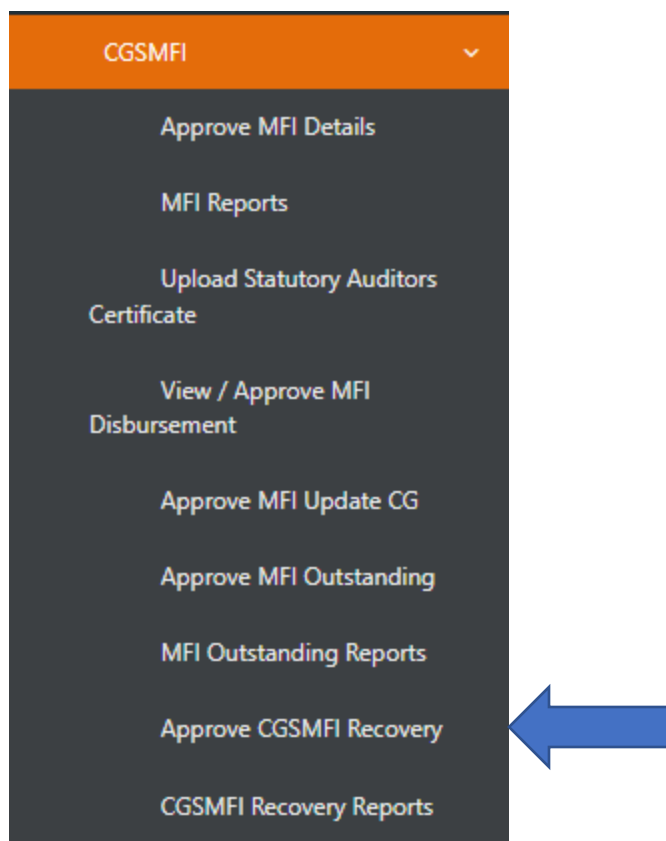 CGSMFI
Approve MFI Details
MFI Reports
Upload Statutory Auditors
Certificate
View / Approve MFI
Disbursement
Approve MFI Update CG
Approve MFI Outstanding
MFI Outstanding Reports
Approve CGSMFI Recovery
CGSMFI Recovery Reports